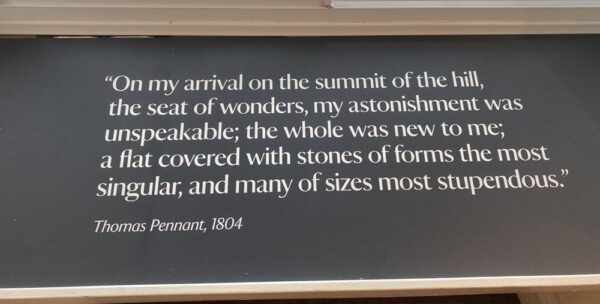 “On my arrival on the summit of the hill,
the seat of wonders, my astonishment was
unspeakable; the whole was new to me;
a flat covered with stones of forms the most
singular, and many of sizes most stupendous.”
Thomas Pennant, 1804